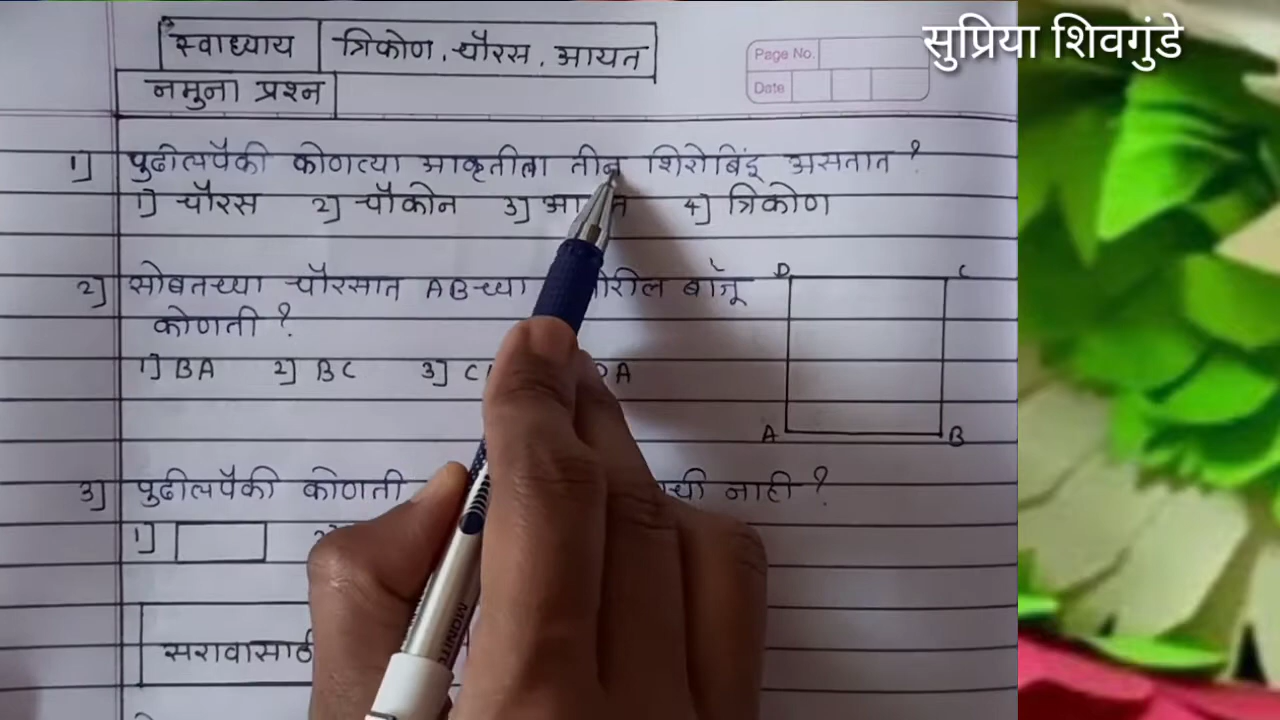 सुप्रिया शिवगुंडे
स्वाध्याय त्रिकोण, चौरस, आयत
Page No.
नमुना प्रश्न
Date
1] पुढीलपैकी कोणत्या आकृतीला तीन शिरोबिंदू असतात ?
1] चौरस 2] चौकोन 3] 4] त्रिकोण
2] सोबतच्या चौरसात AB च्या बाजू
कोणती ?
D C
1] BA 2] BC 3] A
A B
3] पुढीलपैकी कोणती नाही ?
1]
सरावासाठी